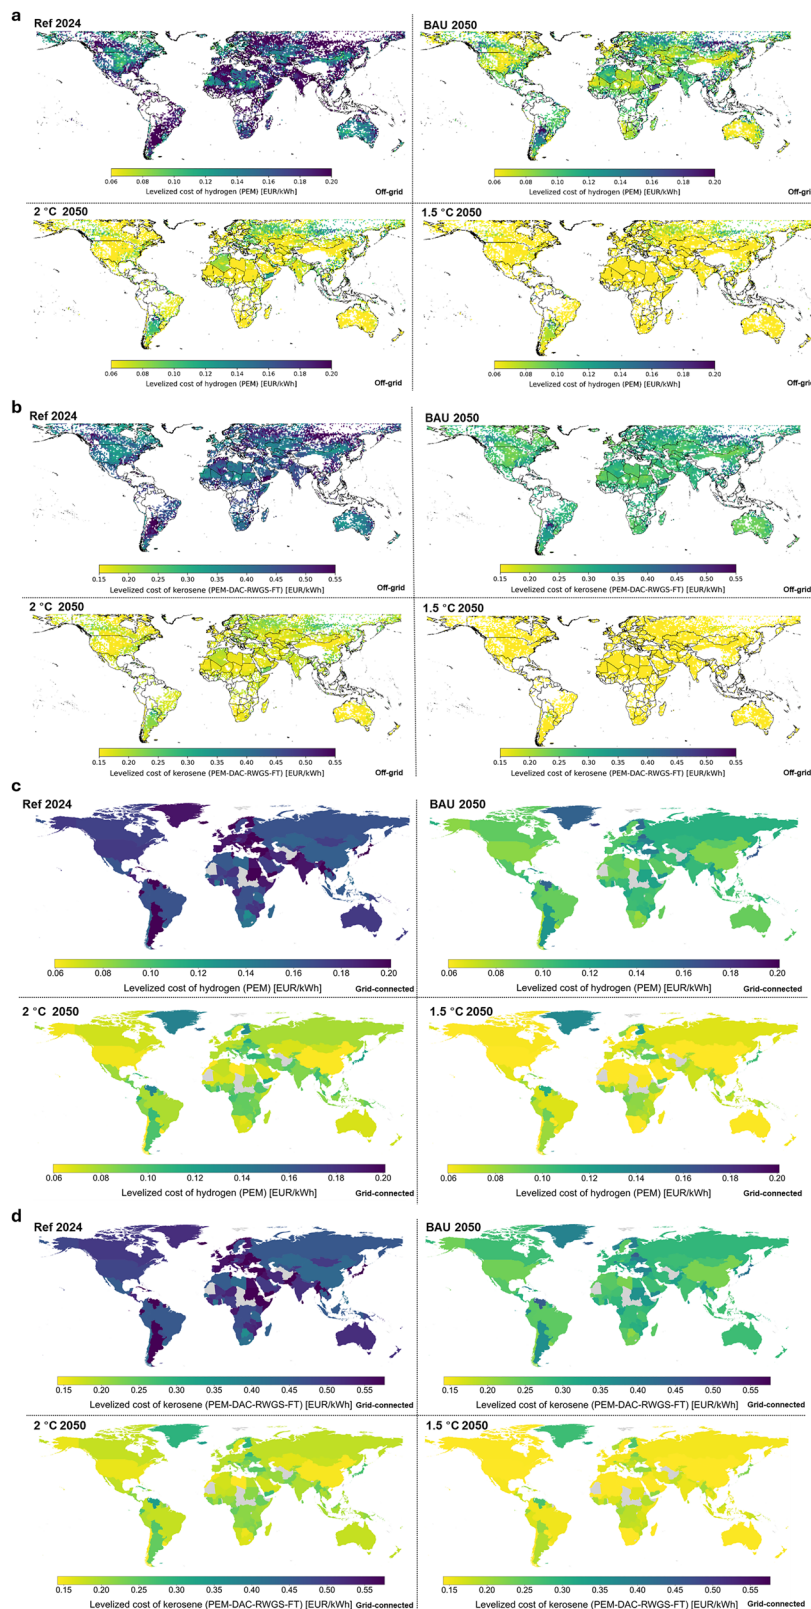 a
Ref 2024
BAU 2050
0.06 0.08 0.10 0.12 0.14 0.16 0.18 0.20
Levelized cost of hydrogen (PEM) [EUR/kWh]
Off-grid
0.06 0.08 0.10 0.12 0.14 0.16 0.18 0.20
Levelized cost of hydrogen (PEM) [EUR/kWh]
Off-grid
2 °C 2050
1.5 °C 2050
0.06 0.08 0.10 0.12 0.14 0.16 0.18 0.20
Levelized cost of hydrogen (PEM) [EUR/kWh]
Off-grid
0.06 0.08 0.10 0.12 0.14 0.16 0.18 0.20
Levelized cost of hydrogen (PEM) [EUR/kWh]
Off-grid
b
Ref 2024
BAU 2050
0.15 0.20 0.25 0.30 0.35 0.40 0.45 0.50 0.55
Levelized cost of kerosene (PEM-DAC-RWGS-FT) [EUR/kWh]
Off-grid
0.15 0.20 0.25 0.30 0.35 0.40 0.45 0.50 0.55
Levelized cost of kerosene (PEM-DAC-RWGS-FT) [EUR/kWh]
Off-grid
2 °C 2050
1.5 °C 2050
0.15 0.20 0.25 0.30 0.35 0.40 0.45 0.50 0.55
Levelized cost of kerosene (PEM-DAC-RWGS-FT) [EUR/kWh]
Off-grid
0.15 0.20 0.25 0.30 0.35 0.40 0.45 0.50 0.55
Levelized cost of kerosene (PEM-DAC-RWGS-FT) [EUR/kWh]
Off-grid
c
Ref 2024
BAU 2050
0.06 0.08 0.10 0.12 0.14 0.16 0.18 0.20
Levelized cost of hydrogen (PEM) [EUR/kWh]
Grid-connected
0.06 0.08 0.10 0.12 0.14 0.16 0.18 0.20
Levelized cost of hydrogen (PEM) [EUR/kWh]
Grid-connected
2 °C 2050
1.5 °C 2050
0.06 0.08 0.10 0.12 0.14 0.16 0.18 0.20
Levelized cost of hydrogen (PEM) [EUR/kWh]
Grid-connected
0.06 0.08 0.10 0.12 0.14 0.16 0.18 0.20
Levelized cost of hydrogen (PEM) [EUR/kWh]
Grid-connected
d
Ref 2024
BAU 2050
0.15 0.20 0.25 0.30 0.35 0.40 0.45 0.50 0.55
Levelized cost of kerosene (PEM-DAC-RWGS-FT) [EUR/kWh]
Grid-connected
0.15 0.20 0.25 0.30 0.35 0.40 0.45 0.50 0.55
Levelized cost of kerosene (PEM-DAC-RWGS-FT) [EUR/kWh]
Grid-connected
2 °C 2050
1.5 °C 2050
0.15 0.20 0.25 0.30 0.35 0.40 0.45 0.50 0.55
Levelized cost of kerosene (PEM-DAC-RWGS-FT) [EUR/kWh]
Grid-connected
0.15 0.20 0.25 0.30 0.35 0.40 0.45 0.50 0.55
Levelized cost of kerosene (PEM-DAC-RWGS-FT) [EUR/kWh]
Grid-connected